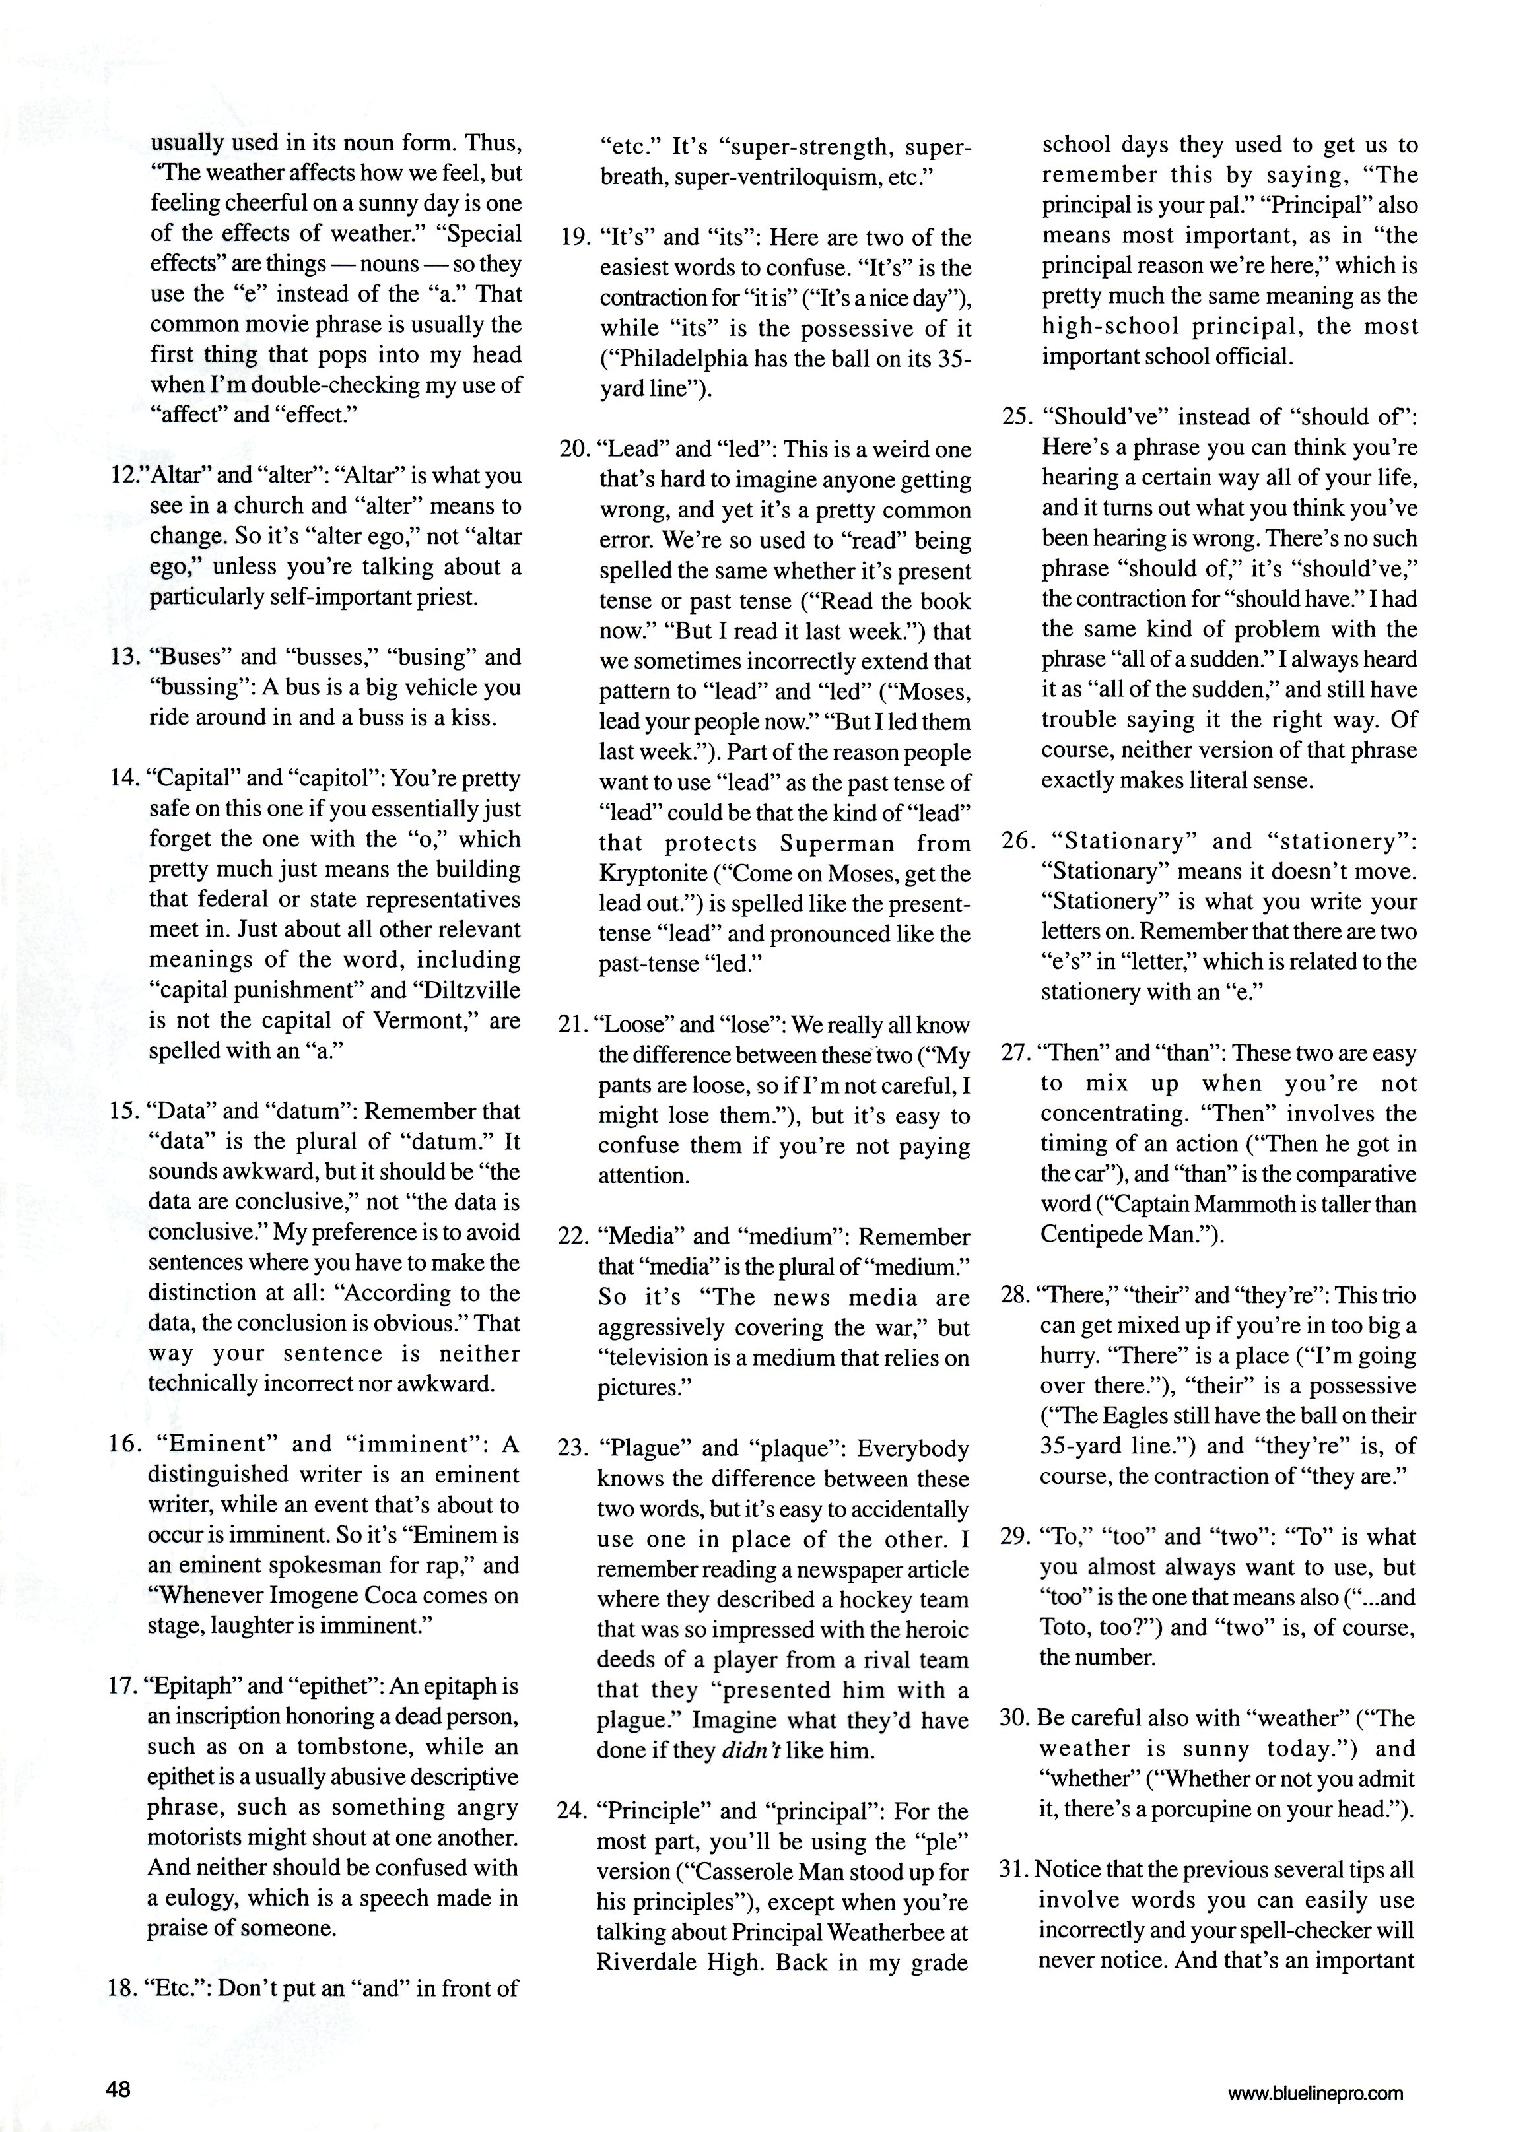 usually used in its noun form. Thus,
“The weather affects how we feel, but
feeling cheerful on a sunny day is one
of the effects of weather.” “Special
effects” are things — nouns — so they
use the “e” instead of the “a.” That
common movie phrase is usually the
first thing that pops into my head
when I’m double-checking my use of
“affect” and “effect.”
12.”Altar” and “alter”: “Altar” is what you
see in a church and “alter” means to
change. So it’s “alter ego,” not “altar
ego,” unless you’re talking about a
particularly self-important priest.
13. “Buses” and “busses,” “busing” and
“bussing”: A bus is a big vehicle you
ride around in and a buss is a kiss.
14. “Capital” and “capitol”: You’re pretty
safe on this one if you essentially just
forget the one with the “o,” which
pretty much just means the building
that federal or state representatives
meet in. Just about all other relevant
meanings of the word, including
“capital punishment” and “Diltzville
is not the capital of Vermont,” are
spelled with an “a.”
15. “Data” and “datum”: Remember that
“data” is the plural of “datum.” It
sounds awkward, but it should be “the
data are conclusive,” not “the data is
conclusive.” My preference is to avoid
sentences where you have to make the
distinction at all: “According to the
data, the conclusion is obvious.” That
way your sentence is neither
technically incorrect nor awkward.
16. “Eminent” and “imminent”: A
distinguished writer is an eminent
writer, while an event that’s about to
occur is imminent. So it’s “Eminem is
an eminent spokesman for rap,” and
“Whenever Imogene Coca comes on
stage, laughter is imminent.”
17. “Epitaph” and “epithet”: An epitaph is
an inscription honoring a dead person,
such as on a tombstone, while an
epithet is a usually abusive descriptive
phrase, such as something angry
motorists might shout at one another.
And neither should be confused with
a eulogy, which is a speech made in
praise of someone.
18. “Etc.”: Don’t put an “and” in front of
“etc.” It’s “super-strength, super-
breath, super-ventriloquism, etc.”
19. “It’s” and “its”: Here are two of the
easiest words to confuse. “It’s” is the
contraction for “it is” (“It’s a nice day”),
while “its” is the possessive of it
(“Philadelphia has the ball on its 35-
yard line”).
20. “Lead” and “led”: This is a weird one
that’s hard to imagine anyone getting
wrong, and yet it’s a pretty common
error. We’re so used to “read” being
spelled the same whether it’s present
tense or past tense (“Read the book
now.” “But I read it last week.”) that
we sometimes incorrectly extend that
pattern to “lead” and “led” (“Moses,
lead your people now.” “But I led them
last week.”). Part of the reason people
want to use “lead” as the past tense of
“lead” could be that the kind of “lead”
that protects Superman from
Kryptonite (“Come on Moses, get the
lead out.”) is spelled like the present-
tense “lead” and pronounced like the
past-tense “led.”
21. “Loose” and “lose”: We really all know
the difference between these two (“My
pants are loose, so if I’m not careful, I
might lose them.”), but it’s easy to
confuse them if you’re not paying
attention.
22. “Media” and “medium”: Remember
that “media” is the plural of “medium.”
So it’s “The news media are
aggressively covering the war,” but
“television is a medium that relies on
pictures.”
23. “Plague” and “plaque”: Everybody
knows the difference between these
two words, but it’s easy to accidentally
use one in place of the other. I
remember reading a newspaper article
where they described a hockey team
that was so impressed with the heroic
deeds of a player from a rival team
that they “presented him with a
plague.” Imagine what they’d have
done if they didn’t like him.
24. “Principle” and “principal”: For the
most part, you’ll be using the “ple”
version (“Casserole Man stood up for
his principles”), except when you’re
talking about Principal Weatherbee at
Riverdale High. Back in my grade
school days they used to get us to
remember this by saying, “The
principal is your pal.” “Principal” also
means most important, as in “the
principal reason we’re here,” which is
pretty much the same meaning as the
high-school principal, the most
important school official.
25. “Should’ve” instead of “should of”:
Here’s a phrase you can think you’re
hearing a certain way all of your life,
and it turns out what you think you’ve
been hearing is wrong. There’s no such
phrase “should of,” it’s “should’ve,”
the contraction for “should have.” I had
the same kind of problem with the
phrase “all of a sudden.” I always heard
it as “all of the sudden,” and still have
trouble saying it the right way. Of
course, neither version of that phrase
exactly makes literal sense.
26. “Stationary” and “stationery”:
“Stationary” means it doesn’t move.
“Stationery” is what you write your
letters on. Remember that there are two
“e’s” in “letter,” which is related to the
stationery with an “e.”
27. “Then” and “than”: These two are easy
to mix up when you’re not
concentrating. “Then” involves the
timing of an action (“Then he got in
the car”), and “than” is the comparative
word (“Captain Mammoth is taller than
Centipede Man.”).
28. “There,” “their” and “they’re”: This trio
can get mixed up if you’re in too big a
hurry. “There” is a place (“I’m going
over there.”), “their” is a possessive
(“The Eagles still have the ball on their
35-yard line.”) and “they’re” is, of
course, the contraction of “they are.”
29. “To,” “too” and “two”: “To” is what
you almost always want to use, but
“too” is the one that means also (“...and
Toto, too?”) and “two” is, of course,
the number.
30. Be careful also with “weather” (“The
weather is sunny today.”) and
“whether” (“Whether or not you admit
it, there’s a porcupine on your head.”).
31. Notice that the previous several tips all
involve words you can easily use
incorrectly and your spell-checker will
never notice. And that’s an important
48
www.bluelinepro.com